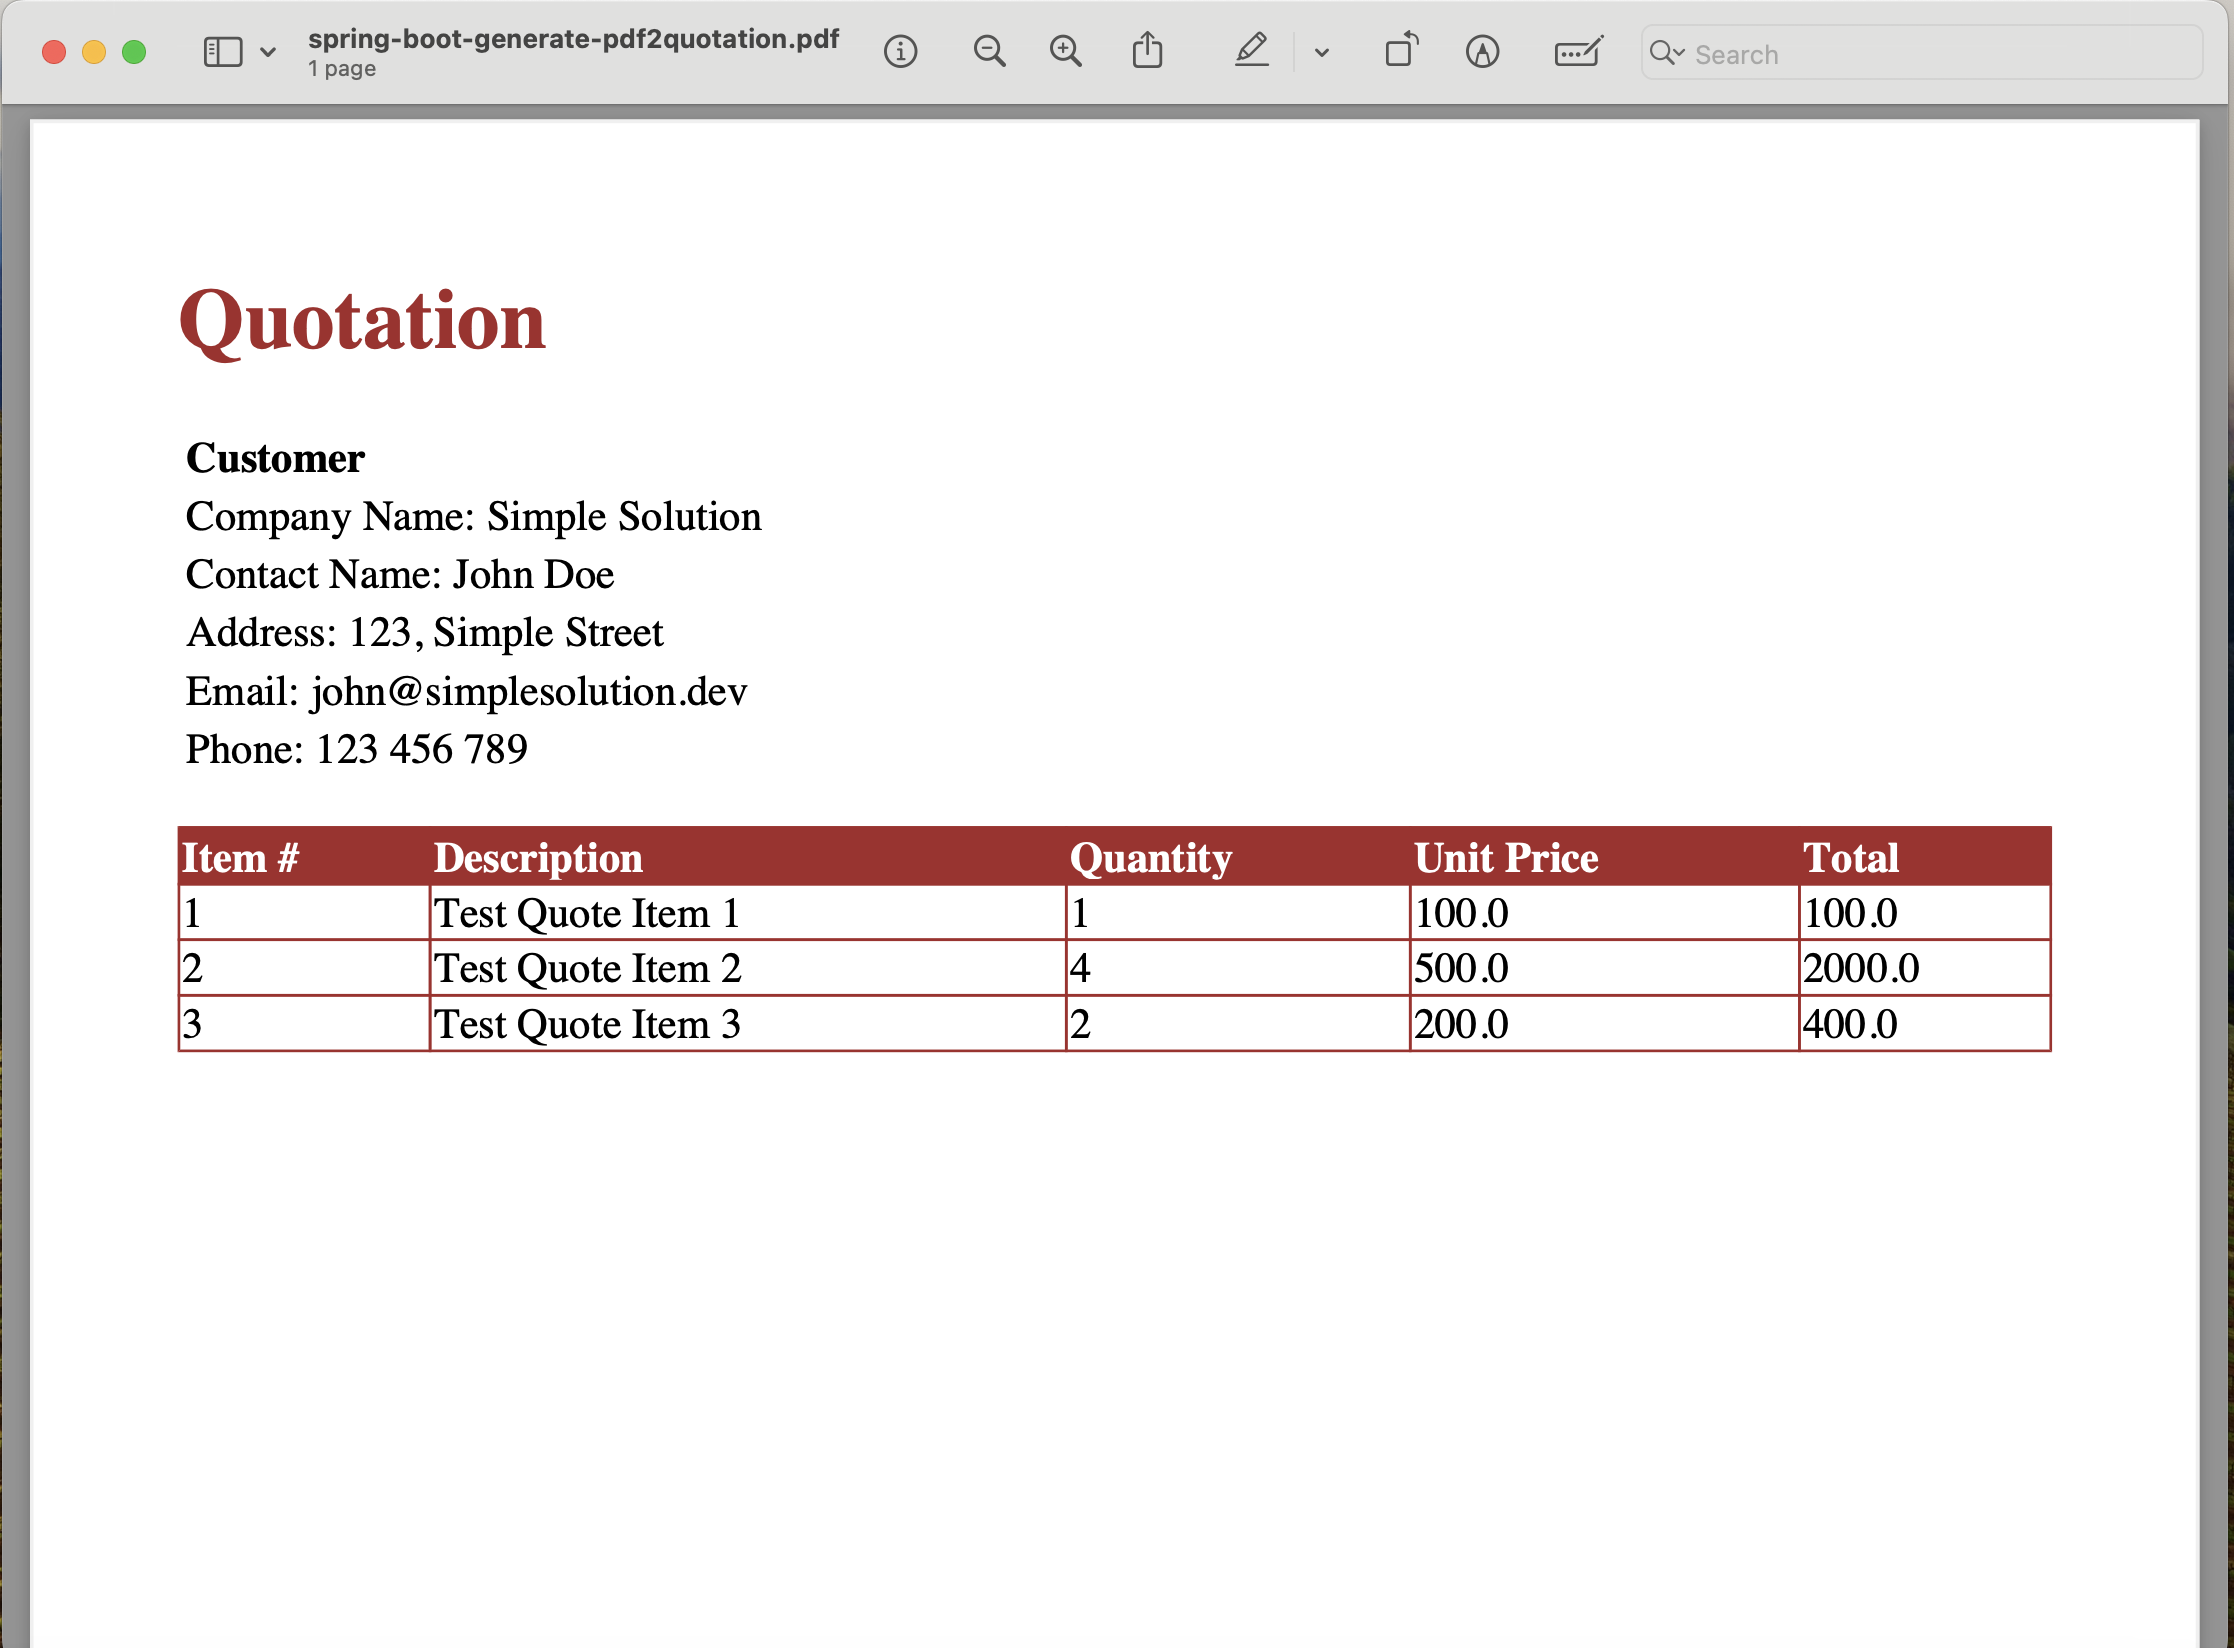 spring-boot-generate-pdf2quotation.pdf
1 page
Search
Quotation
Customer
Company Name: Simple Solution
Contact Name: John Doe
Address: 123, Simple Street
Email: john@simplesolution.dev
Phone: 123 456 789
Item # Description Quantity Unit Price Total
1 Test Quote Item 1 1 100.0 100.0
2 Test Quote Item 2 4 500.0 2000.0
3 Test Quote Item 3 2 200.0 400.0